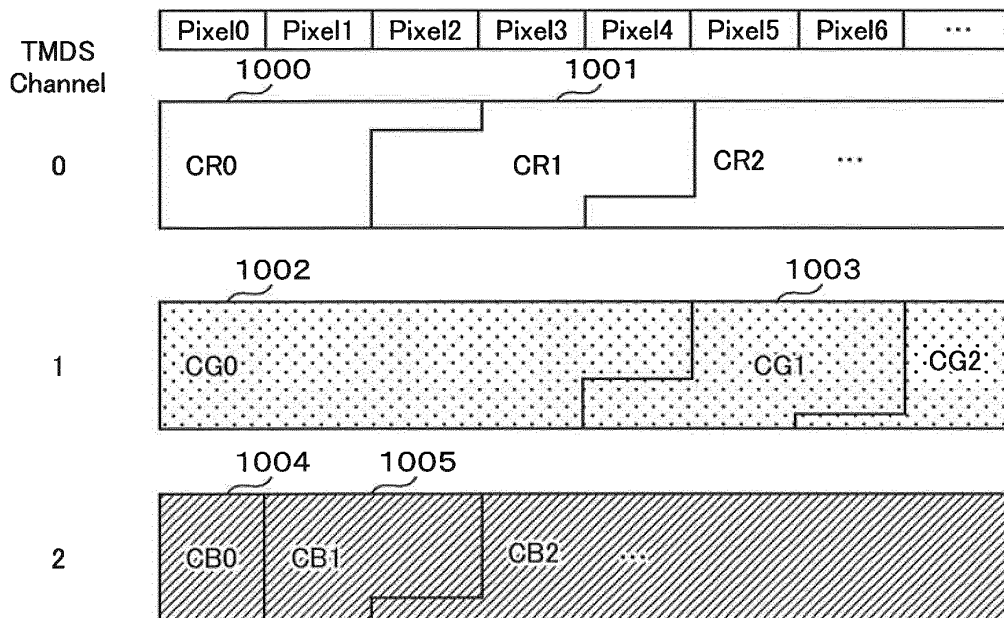 Pixel0 Pixel1 Pixel2 Pixel3 Pixel4 Pixel5 Pixel6 ...
TMDS
Channel
1000 1001
0 CR0 CR1 CR2 ...
1002 1003
1 CG0 CG1 CG2
1004 1005
2 CB0 CB1 CB2 ...